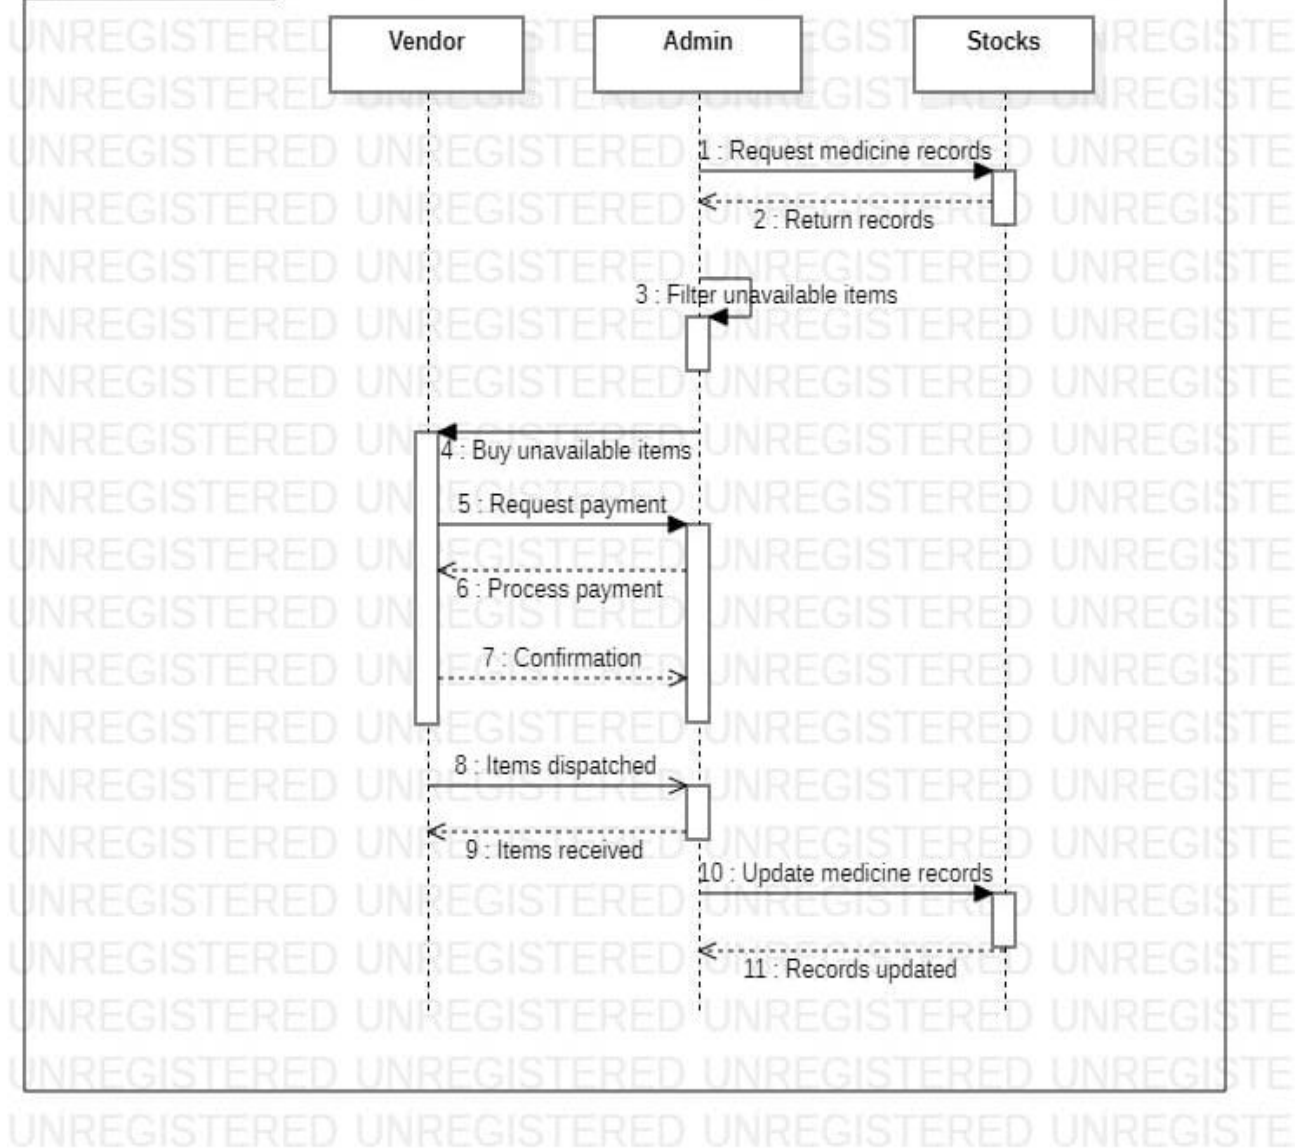 Vendor
Admin
Stocks
1 : Request medicine records
2 : Return records
3 : Filter unavailable items
4 : Buy unavailable items
5 : Request payment
6 : Process payment
7 : Confirmation
8 : Items dispatched
9 : Items received
10 : Update medicine records
11 : Records updated
UNREGISTERED